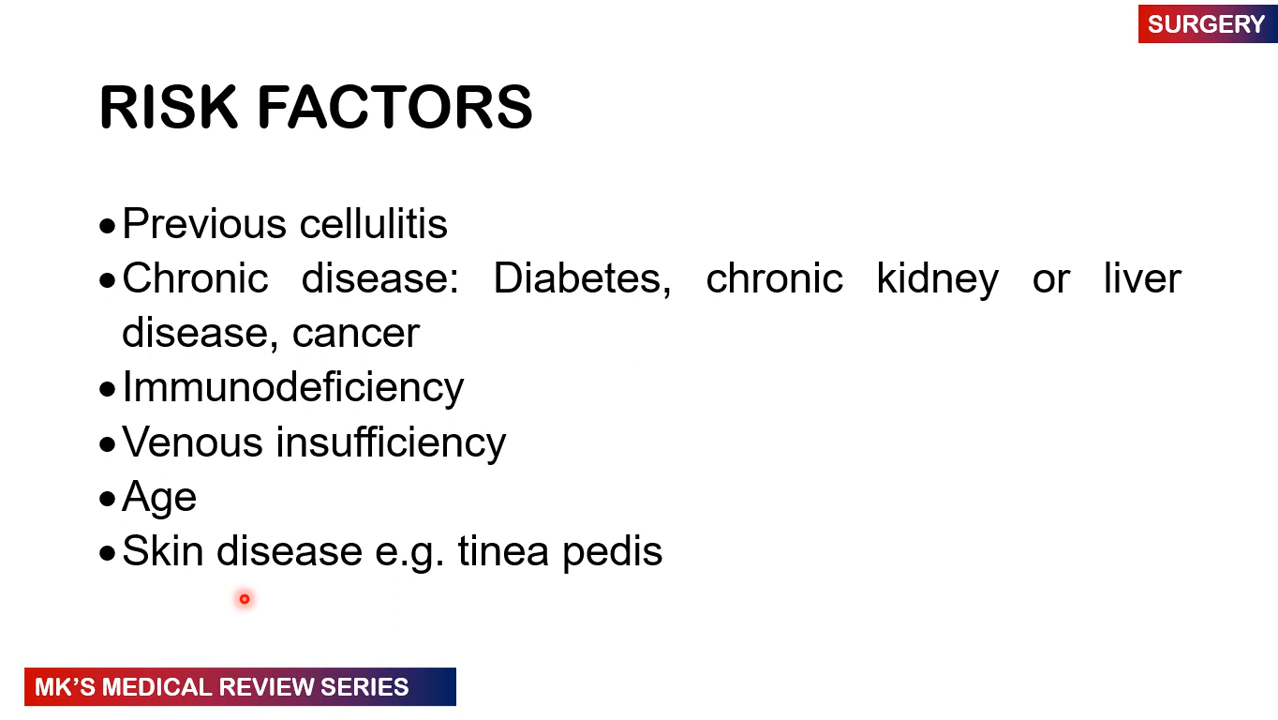 SURGERY
RISK FACTORS
•Previous cellulitis
•Chronic disease: Diabetes, chronic kidney or liver
disease, cancer
•Immunodeficiency
•Venous insufficiency
•Age
•Skin disease e.g. tinea pedis
MK’S MEDICAL REVIEW SERIES